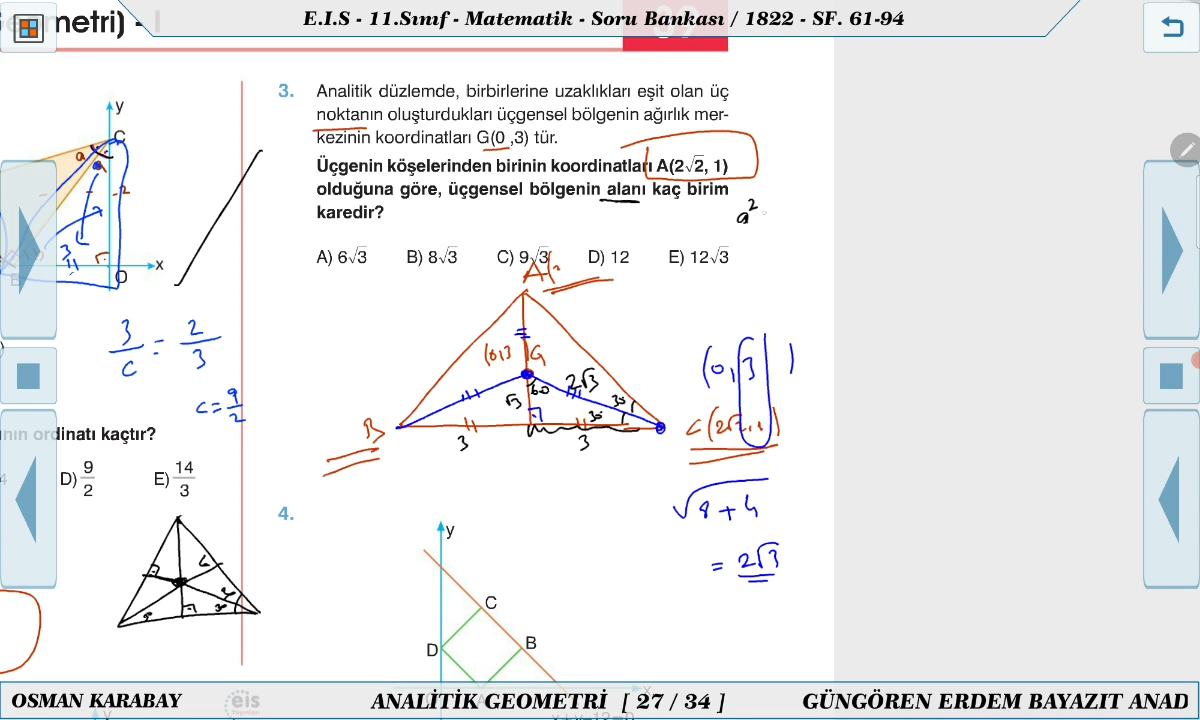 metri) - I
E.I.S - 11.Sınıf - Matematik - Soru Bankası / 1822 - SF. 61-94
y
C
a
2
3
x
O
3/c = 2/3
c = 9/2
nın ordinatı kaçtır?
D) 9/2 E) 14/3
3. Analitik düzlemde, birbirlerine uzaklıkları eşit olan üç
noktanın oluşturdukları üçgensel bölgenin ağırlık mer-
kezinin koordinatları G(0 ,3) tür.
Üçgenin köşelerinden birinin koordinatları A(2√2, 1)
olduğuna göre, üçgensel bölgenin alanı kaç birim
karedir?
a²
A) 6√3 B) 8√3 C) 9√3 D) 12 E) 12√3
A(
(0,3 G
2√3
√3 60 30
30
B
3 3
(0,3)
C(2√2,1)
√8+4
= 2√3
4.
y
C
D B
x
OSMAN KARABAY eis ANALİTİK GEOMETRİ [ 27 / 34 ] GÜNGÖREN ERDEM BAYAZIT ANAD